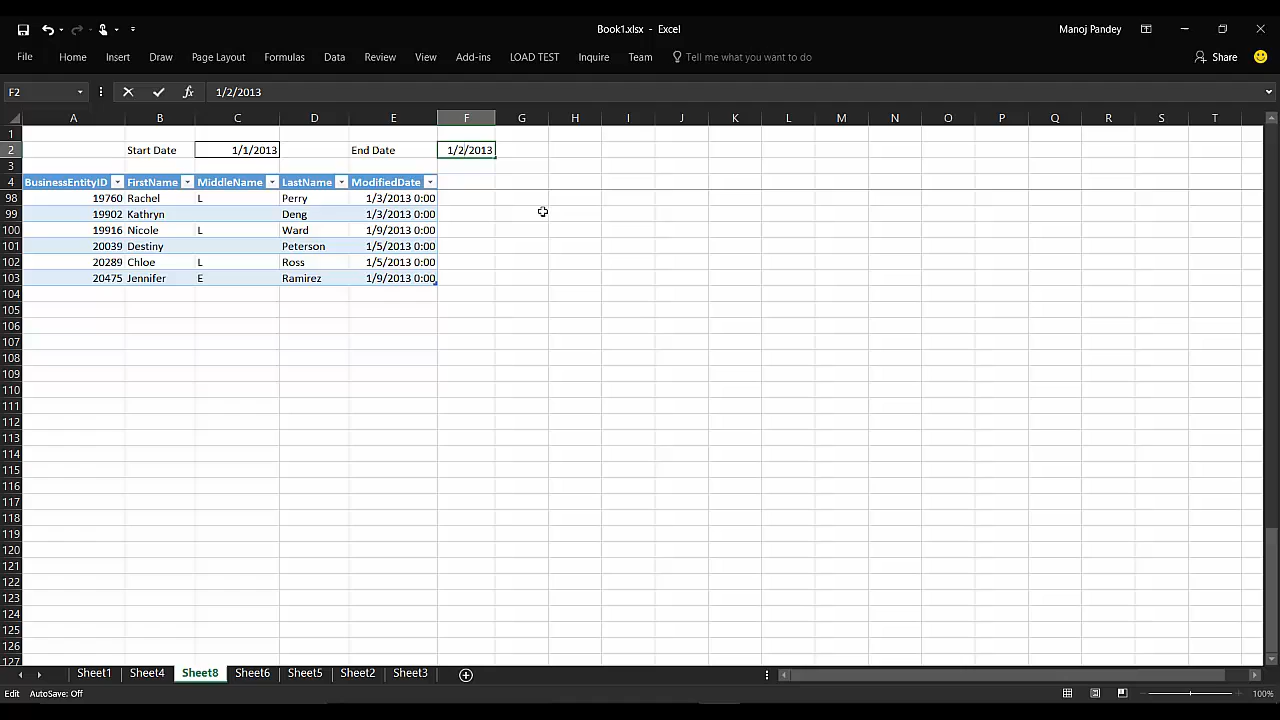 Book1.xlsx - Excel
Manoj Pandey
File Home Insert Draw Page Layout Formulas Data Review View Add-ins LOAD TEST Inquire Team Tell me what you want to do Share
F2 fx 1/2/2013
A B C D E F G H I J K L M N O P Q R S T
1
2 Start Date 1/1/2013 End Date 1/2/2013
3
4 BusinessEntityID FirstName MiddleName LastName ModifiedDate
98 19760 Rachel L Perry 1/3/2013 0:00
99 19902 Kathryn Deng 1/3/2013 0:00
100 19916 Nicole L Ward 1/9/2013 0:00
101 20039 Destiny Peterson 1/5/2013 0:00
102 20289 Chloe L Ross 1/5/2013 0:00
103 20475 Jennifer E Ramirez 1/9/2013 0:00
104
105
106
107
108
109
110
111
112
113
114
115
116
117
118
119
120
121
122
123
124
125
126
127
Sheet1 Sheet4 Sheet8 Sheet6 Sheet5 Sheet2 Sheet3
Edit AutoSave: Off 100%